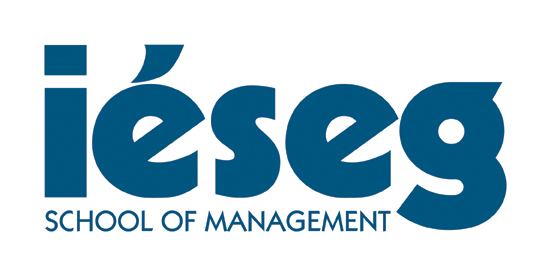 iéseg
SCHOOL OF MANAGEMENT